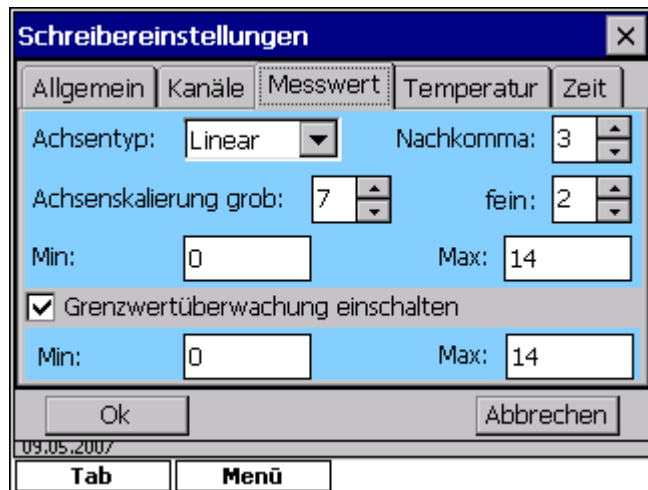 Schreibereinstellungen
Allgemein Kanäle Messwert Temperatur Zeit
Achsentyp: Linear Nachkomma: 3
Achsenskalierung grob: 7 fein: 2
Min: 0 Max: 14
Grenzwertüberwachung einschalten
Min: 0 Max: 14
Ok Abbrechen
09.05.2007
Tab Menü